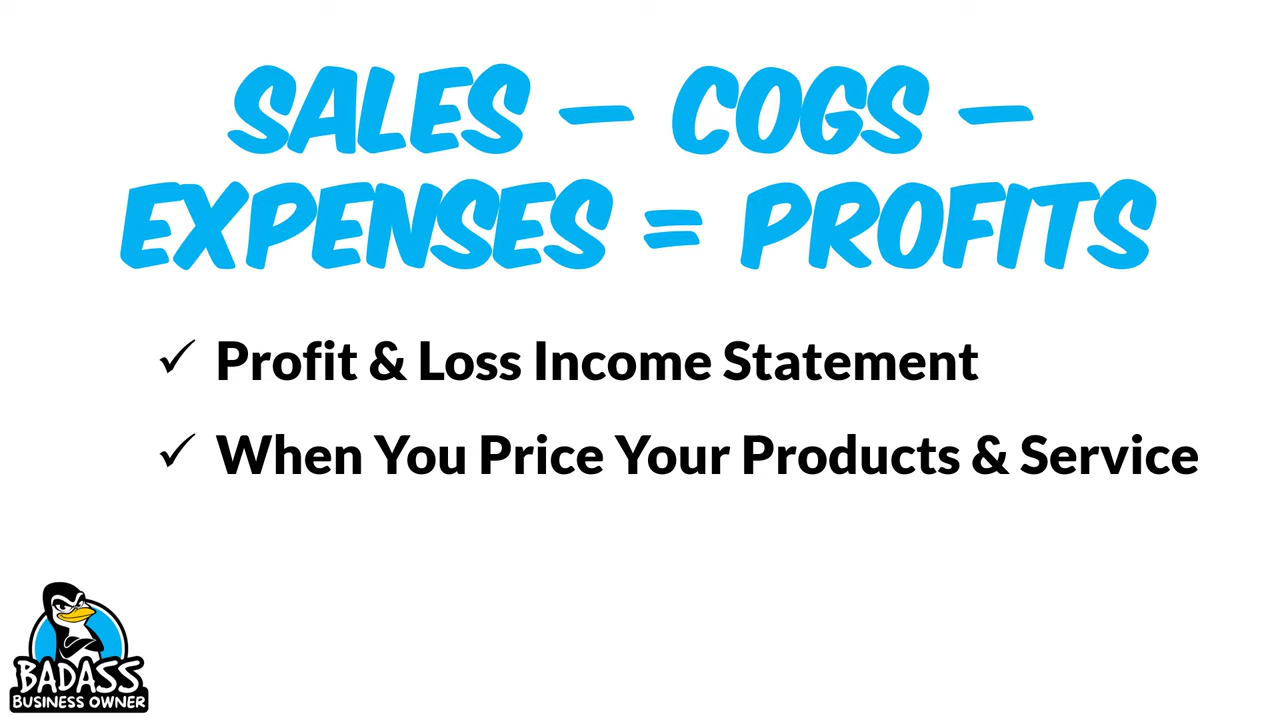 SALES – COGS –
EXPENSES = PROFITS
✓ Profit & Loss Income Statement
✓ When You Price Your Products & Service
BADASS
BUSINESS OWNER